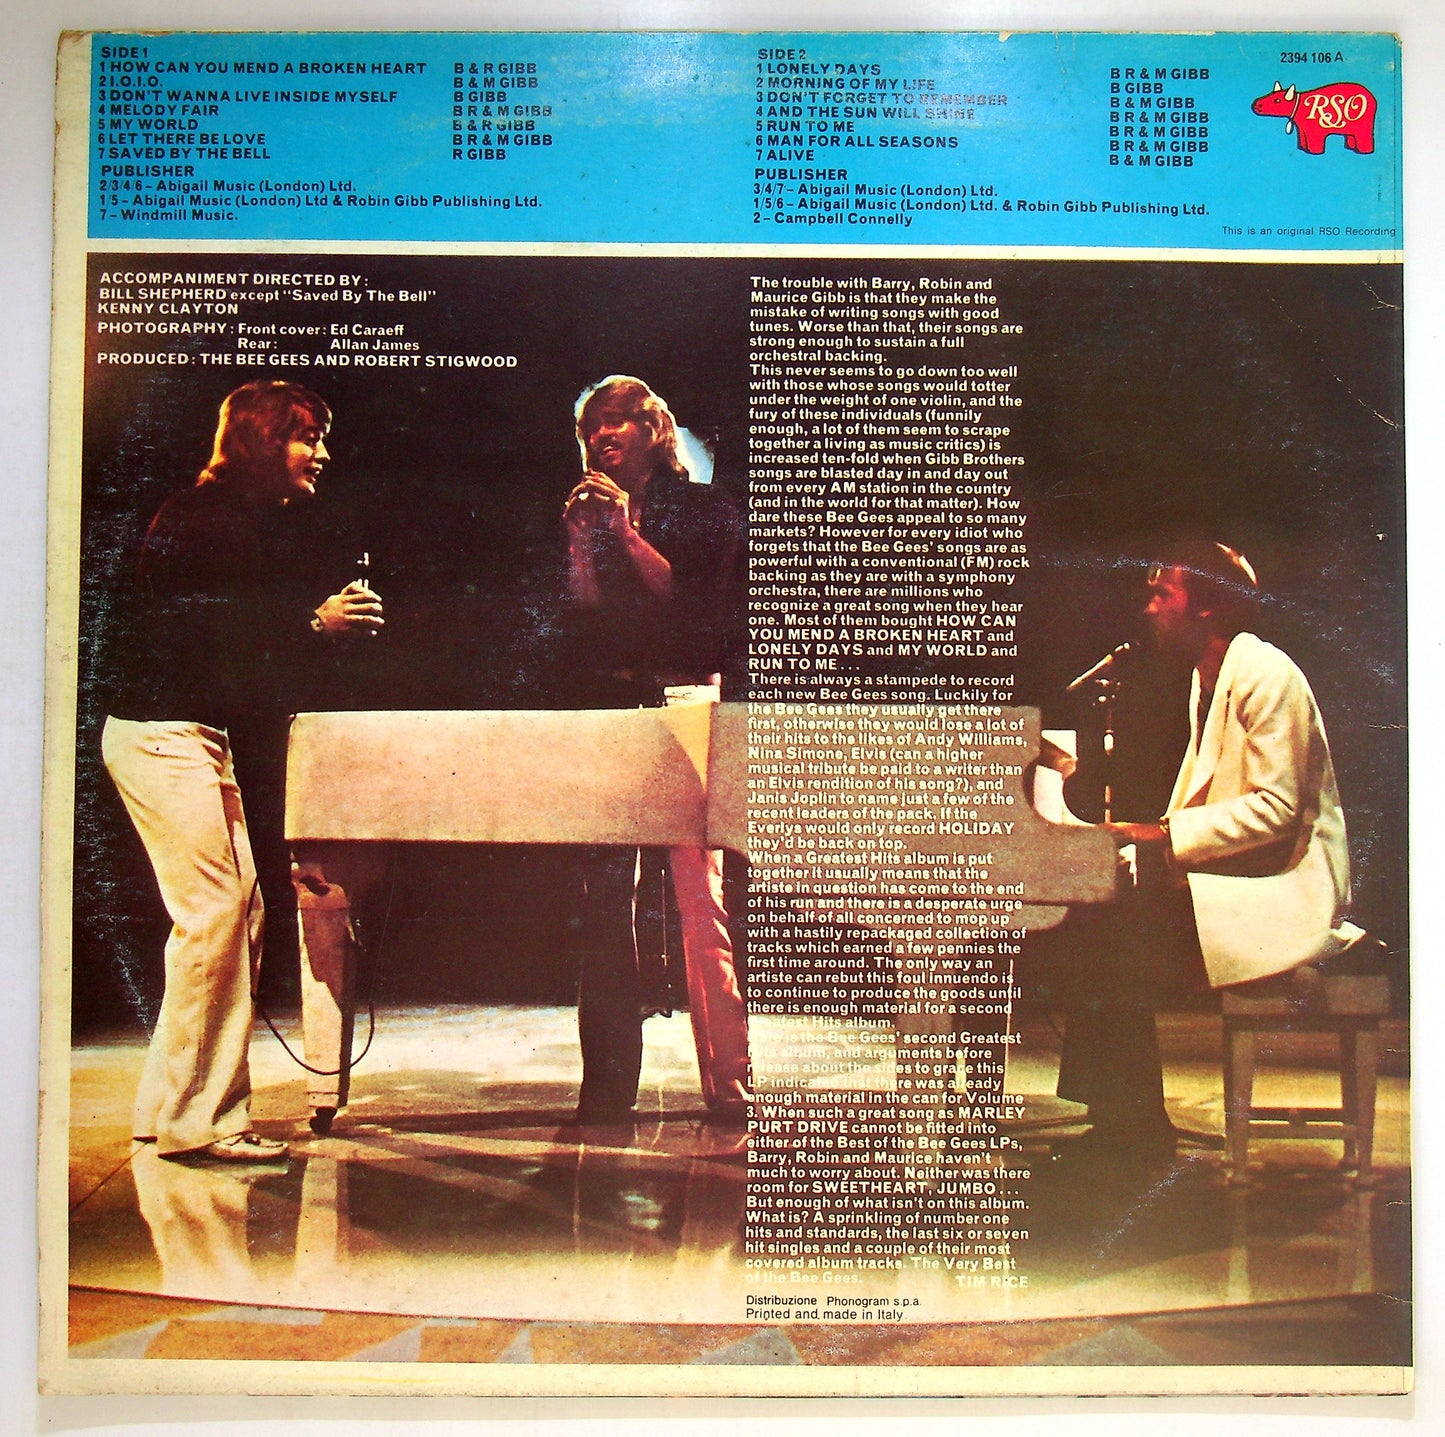 SIDE 1
1 HOW CAN YOU MEND A BROKEN HEART B & R GIBB
2 I.O.I.O. B & M GIBB
3 DON'T WANNA LIVE INSIDE MYSELF B GIBB
4 MELODY FAIR B R & M GIBB
5 MY WORLD B & R GIBB
6 LET THERE BE LOVE B R & M GIBB
7 SAVED BY THE BELL R GIBB
PUBLISHER
2/3/4/6 – Abigail Music (London) Ltd.
1/5 – Abigail Music (London) Ltd & Robin Gibb Publishing Ltd.
7 – Windmill Music.
SIDE 2
1 LONELY DAYS B R & M GIBB
2 MORNING OF MY LIFE B GIBB
3 DON'T FORGET TO REMEMBER B & M GIBB
4 AND THE SUN WILL SHINE B R & M GIBB
5 RUN TO ME B R & M GIBB
6 MAN FOR ALL SEASONS B R & M GIBB
7 ALIVE B & M GIBB
PUBLISHER
3/4/7 – Abigail Music (London) Ltd.
1/5/6 – Abigail Music (London) Ltd. & Robin Gibb Publishing Ltd.
2 – Campbell Connelly
2394 106 A
RSO
This is an original RSO Recording
ACCOMPANIMENT DIRECTED BY:
BILL SHEPHERD except "Saved By The Bell"
KENNY CLAYTON
PHOTOGRAPHY: Front cover: Ed Caraeff
Rear: Allan James
PRODUCED: THE BEE GEES AND ROBERT STIGWOOD
The trouble with Barry, Robin and
Maurice Gibb is that they make the
mistake of writing songs with good
tunes. Worse than that, their songs are
strong enough to sustain a full
orchestral backing.
This never seems to go down too well
with those whose songs would totter
under the weight of one violin, and the
fury of these individuals (funnily
enough, a lot of them seem to scrape
together a living as music critics) is
increased ten-fold when Gibb Brothers
songs are blasted day in and day out
from every AM station in the country
(and in the world for that matter). How
dare these Bee Gees appeal to so many
markets? However for every idiot who
forgets that the Bee Gees' songs are as
powerful with a conventional (FM) rock
backing as they are with a symphony
orchestra, there are millions who
recognize a great song when they hear
one. Most of them bought HOW CAN
YOU MEND A BROKEN HEART and
LONELY DAYS and MY WORLD and
RUN TO ME . . .
There is always a stampede to record
each new Bee Gees song. Luckily for
the Bee Gees they usually get there
first, otherwise they would lose a lot of
their hits to the likes of Andy Williams,
Nina Simone, Elvis (can a higher
musical tribute be paid to a writer than
an Elvis rendition of his song?), and
Janis Joplin to name just a few of the
recent leaders of the pack. If the
Everlys would only record HOLIDAY
they'd be back on top.
When a Greatest Hits album is put
together it usually means that the
artiste in question has come to the end
of his run and there is a desperate urge
on behalf of all concerned to mop up
with a hastily repackaged collection of
tracks which earned a few pennies the
first time around. The only way an
artiste can rebut this foul innuendo is
to continue to produce the goods until
there is enough material for a second
Greatest Hits album.
Here is the Bee Gees' second Greatest
Hits album, and arguments before
release about the sides to grace this
LP indicated that there was already
enough material in the can for Volume
3. When such a great song as MARLEY
PURT DRIVE cannot be fitted into
either of the Best of the Bee Gees LPs,
Barry, Robin and Maurice haven't
much to worry about. Neither was there
room for SWEETHEART, JUMBO . . .
But enough of what isn't on this album.
What is? A sprinkling of number one
hits and standards, the last six or seven
hit singles and a couple of their most
covered album tracks. The Very Best
of the Bee Gees. TIM RICE
Distribuzione Phonogram s.p.a.
Printed and made in Italy